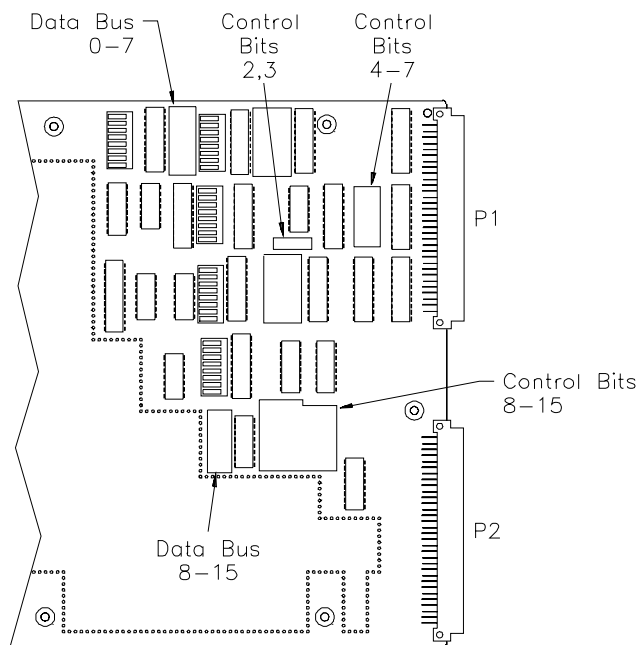 Data Bus
0-7
Control
Bits
2,3
Control
Bits
4-7
P1
Control Bits
8-15
P2
Data Bus
8-15